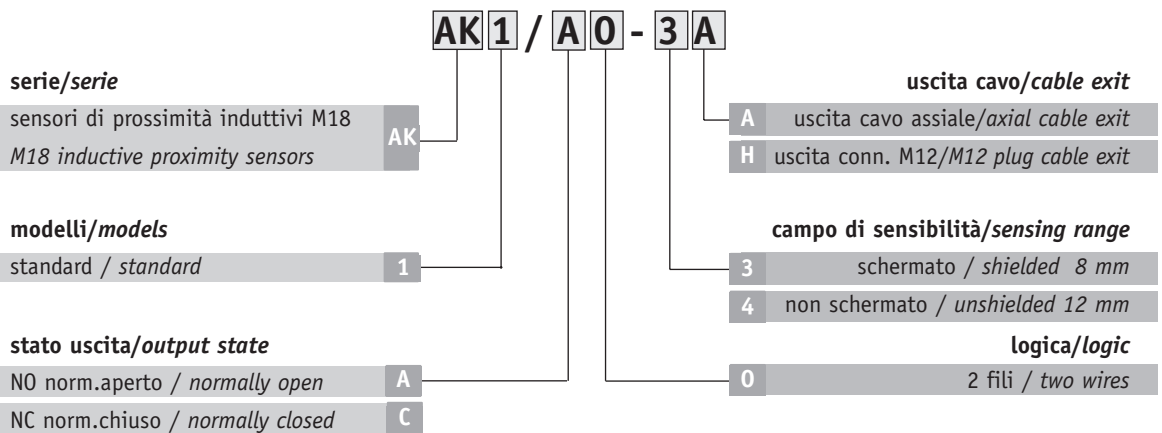 AK1/A0-3A
serie/serie
sensori di prossimità induttivi M18
M18 inductive proximity sensors
AK
modelli/models
standard / standard
1
stato uscita/output state
NO norm.aperto / normally open
A
NC norm.chiuso / normally closed
C
uscita cavo/cable exit
A
uscita cavo assiale/axial cable exit
H
uscita conn. M12/M12 plug cable exit
campo di sensibilità/sensing range
3
schermato / shielded 8 mm
4
non schermato / unshielded 12 mm
logica/logic
0
2 fili / two wires